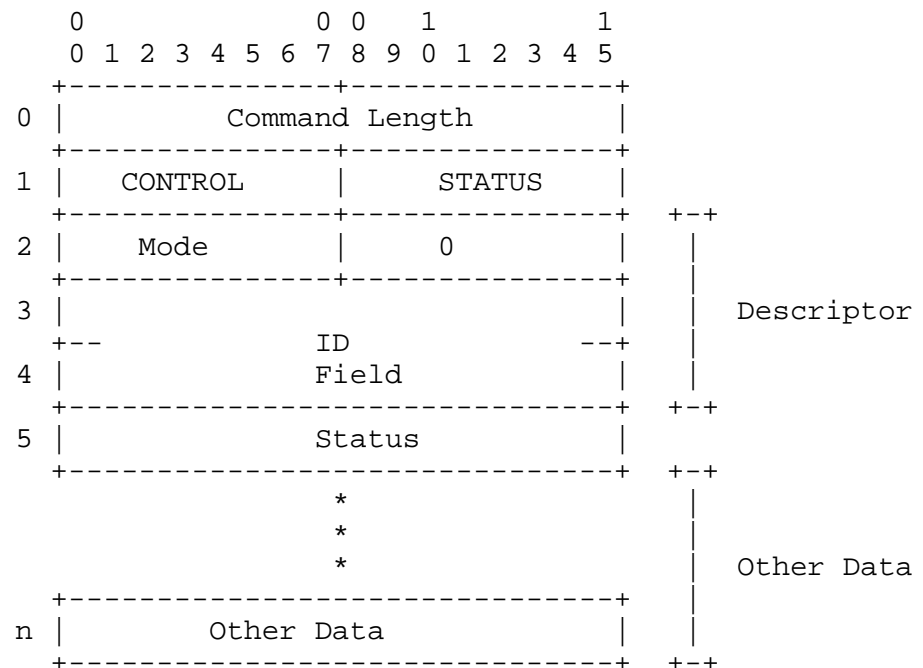 0                 0 0   1         1
0 1 2 3 4 5 6 7 8 9 0 1 2 3 4 5
+---------------+---------------+
0 |         Command Length        |
+---------------+---------------+
1 |    CONTROL    |     STATUS    |
+---------------+---------------+  +-+
2 |     Mode      |     0         |   |
+---------------+---------------+   |
3 |                               |   |  Descriptor
+--            ID             --+   |
4 |              Field            |   |
+-------------------------------+  +-+
5 |              Status           |
+-------------------------------+  +-+
*                    |
*                    |
*                    |  Other Data
+-------------------------------+   |
n |        Other Data             |   |
+-------------------------------+  +-+